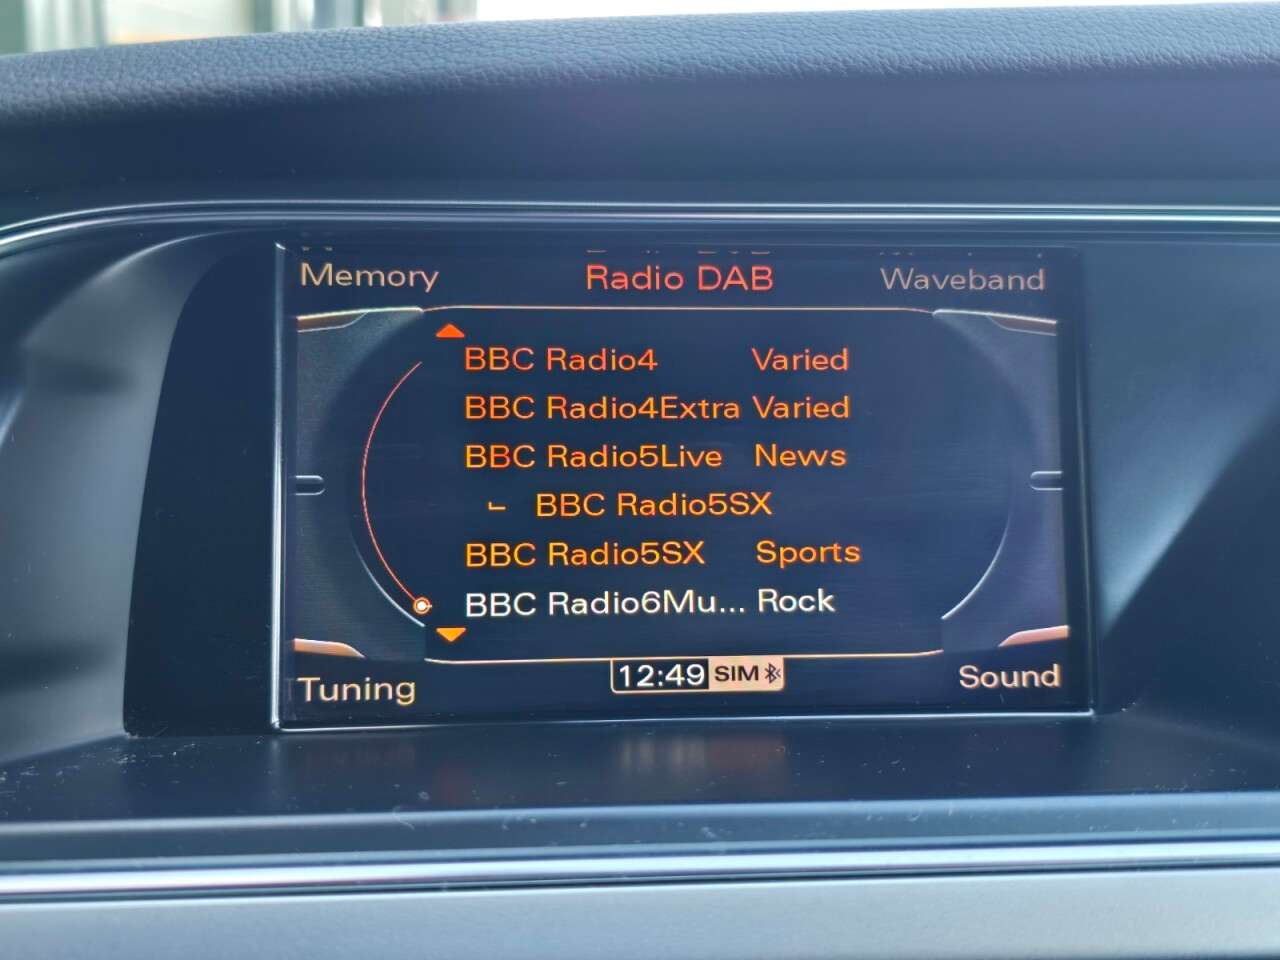 Memory Radio DAB Waveband
BBC Radio4 Varied
BBC Radio4Extra Varied
BBC Radio5Live News
BBC Radio5SX
BBC Radio5SX Sports
BBC Radio6Mu... Rock
Tuning 12:49 SIM Sound